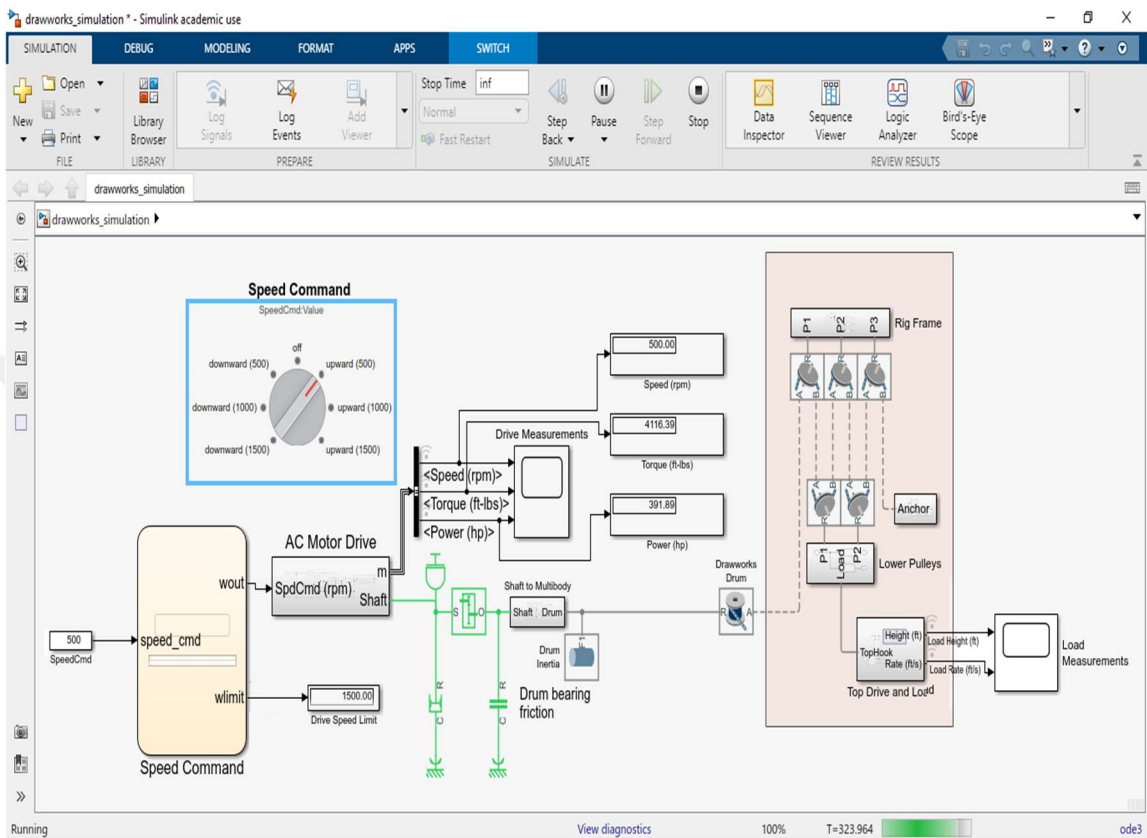 drawworks_simulation * - Simulink academic use
SIMULATION DEBUG MODELING FORMAT APPS SWITCH
New
Open
Save
Print
FILE
Library
Browser
LIBRARY
Log
Signals
Log
Events
Add
Viewer
PREPARE
Stop Time inf
Normal
Fast Restart
Step
Back
Pause
Step
Forward
Stop
SIMULATE
Data
Inspector
Sequence
Viewer
Logic
Analyzer
Bird's-Eye
Scope
REVIEW RESULTS
drawworks_simulation
drawworks_simulation
Speed Command
SpeedCmd:Value
off
downward (500)
upward (500)
downward (1000)
upward (1000)
downward (1500)
upward (1500)
500.00
Speed (rpm)
4116.39
Torque (ft-lbs)
391.89
Power (hp)
Drive Measurements
<Speed (rpm)>
<Torque (ft-lbs)>
<Power (hp)>
AC Motor Drive
SpdCmd (rpm)
m
Shaft
500
SpeedCmd
speed_cmd
wout
wlimit
Speed Command
1500.00
Drive Speed Limit
S O
R
C
R
C
Shaft to Multibody
Shaft Drum
Drum
Inertia
F1
Drum bearing
friction
Drawworks
Drum
R A
P1 P2 P3
Rig Frame
R R R
A B A B A B
A B A B
R R
Anchor
P1 Load P2
Lower Pulleys
TopHook
Height (ft)
Rate (ft/s)
Top Drive and Load
Load Height (ft)
Load Rate (ft/s)
Load
Measurements
Running
View diagnostics
100%
T=323.964
ode3